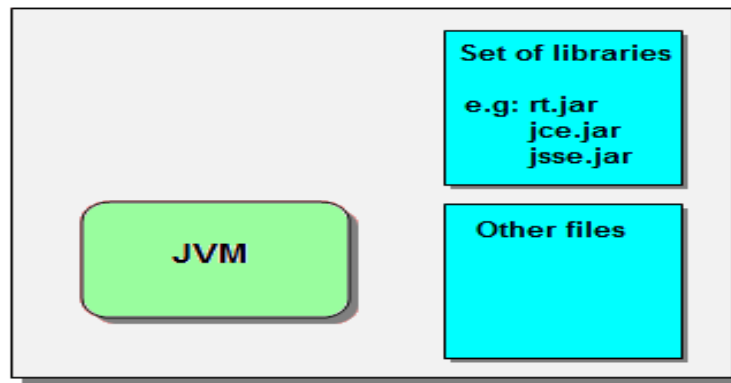 Set of libraries
e.g: rt.jar
jce.jar
jsse.jar
JVM
Other files